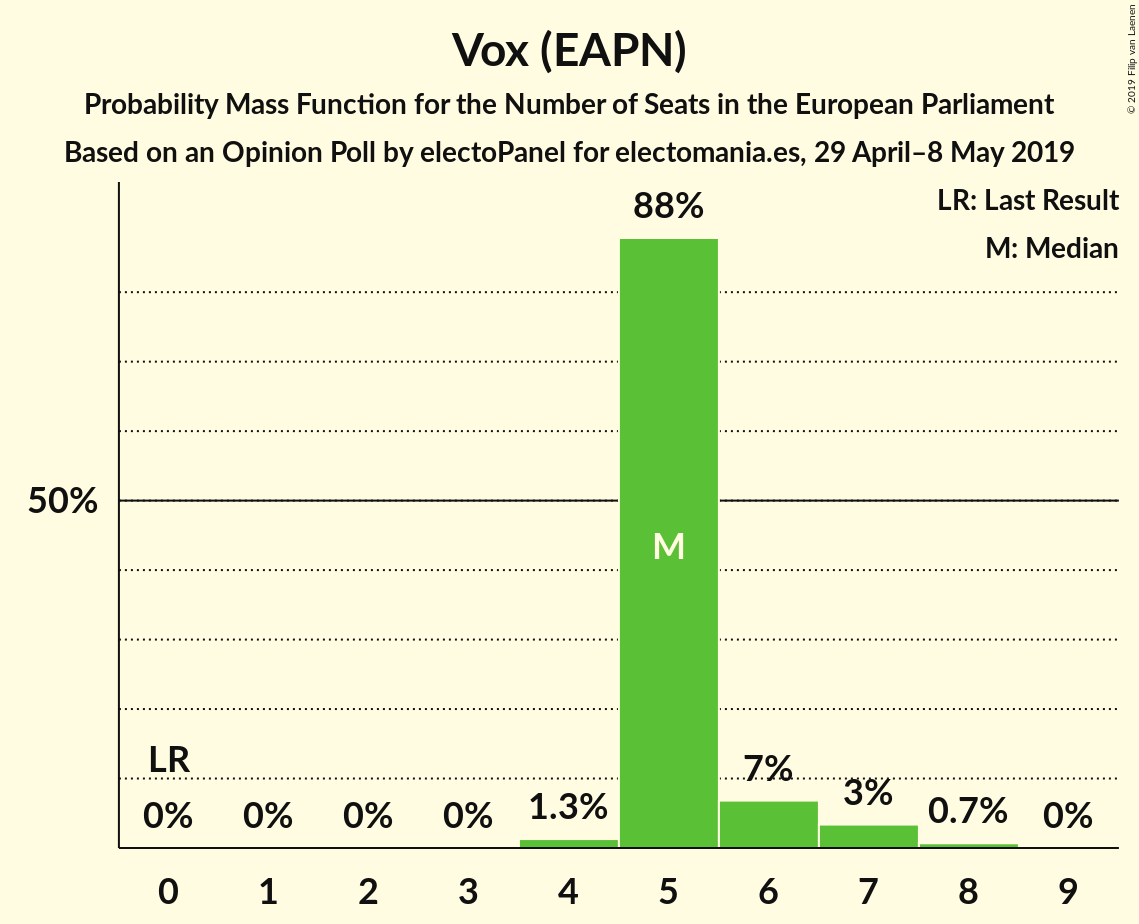 Vox (EAPN)
Probability Mass Function for the Number of Seats in the European Parliament
Based on an Opinion Poll by electoPanel for electomania.es, 29 April–8 May 2019
© 2019 Filip van Laenen
LR: Last Result
M: Median
88%
50%
M
LR
0%
0%
0%
0%
1.3%
7%
3%
0.7%
0%
0 1 2 3 4 5 6 7 8 9